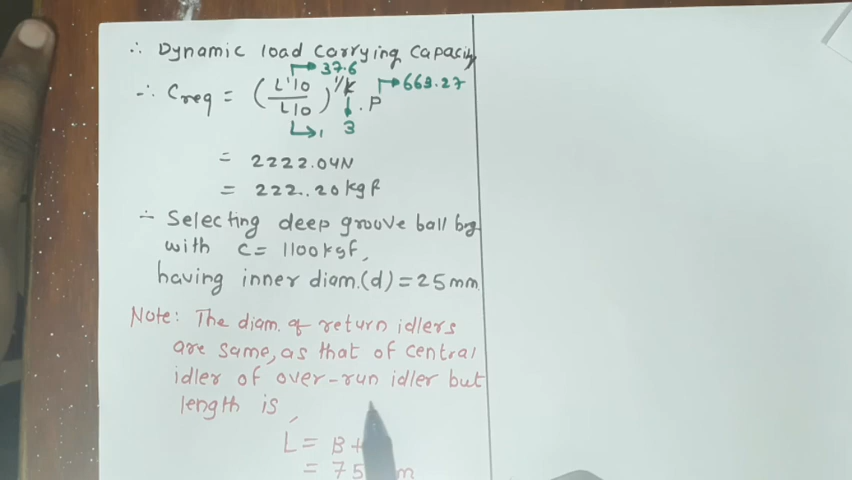 ∴ Dynamic load carrying capacity
∴ Creq = (L'10/L10)^1/k . P
37.6
663.27
1
3
= 2222.04N
= 222.20 kgf
∴ Selecting deep groove ball brg
with C = 1100kgf,
having inner diam.(d) = 25mm
Note: The diam. of return idlers
are same, as that of central
idler of over-run idler but
length is,
L = B+
= 75